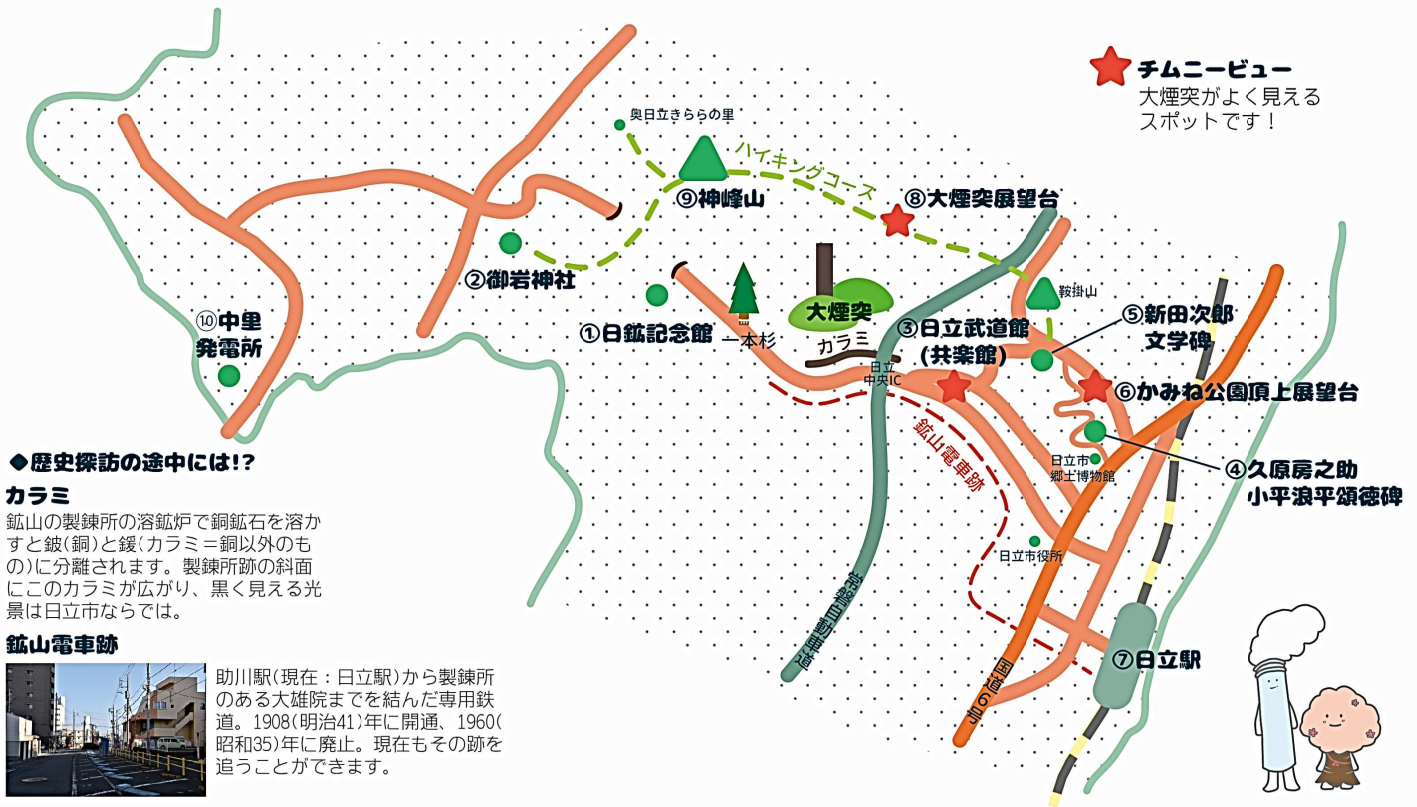 チムニービュー
大煙突がよく見える
スポットです！
奥日立きららの里
ハイキングコース
⑨神峰山
⑧大煙突展望台
②御岩神社
鞍掛山
①日鉱記念館
一本杉
大煙突
カラミ
③日立武道館
(共楽館)
⑤新田次郎
文学碑
⑩中里
発電所
日立
中央IC
⑥かみね公園頂上展望台
鉱山電車跡
日立市
郷土博物館
④久原房之助
小平浪平頌徳碑
日立市役所
常磐自動車道
国道6号
⑦日立駅
◆歴史探訪の途中には!?
カラミ
鉱山の製錬所の溶鉱炉で銅鉱石を溶か
すと鈹(銅)と鍰(カラミ＝銅以外のも
の)に分離されます。製錬所跡の斜面
にこのカラミが広がり、黒く見える光
景は日立市ならでは。
鉱山電車跡
助川駅(現在：日立駅)から製錬所
のある大雄院までを結んだ専用鉄
道。1908(明治41)年に開通、1960(
昭和35)年に廃止。現在もその跡を
追うことができます。